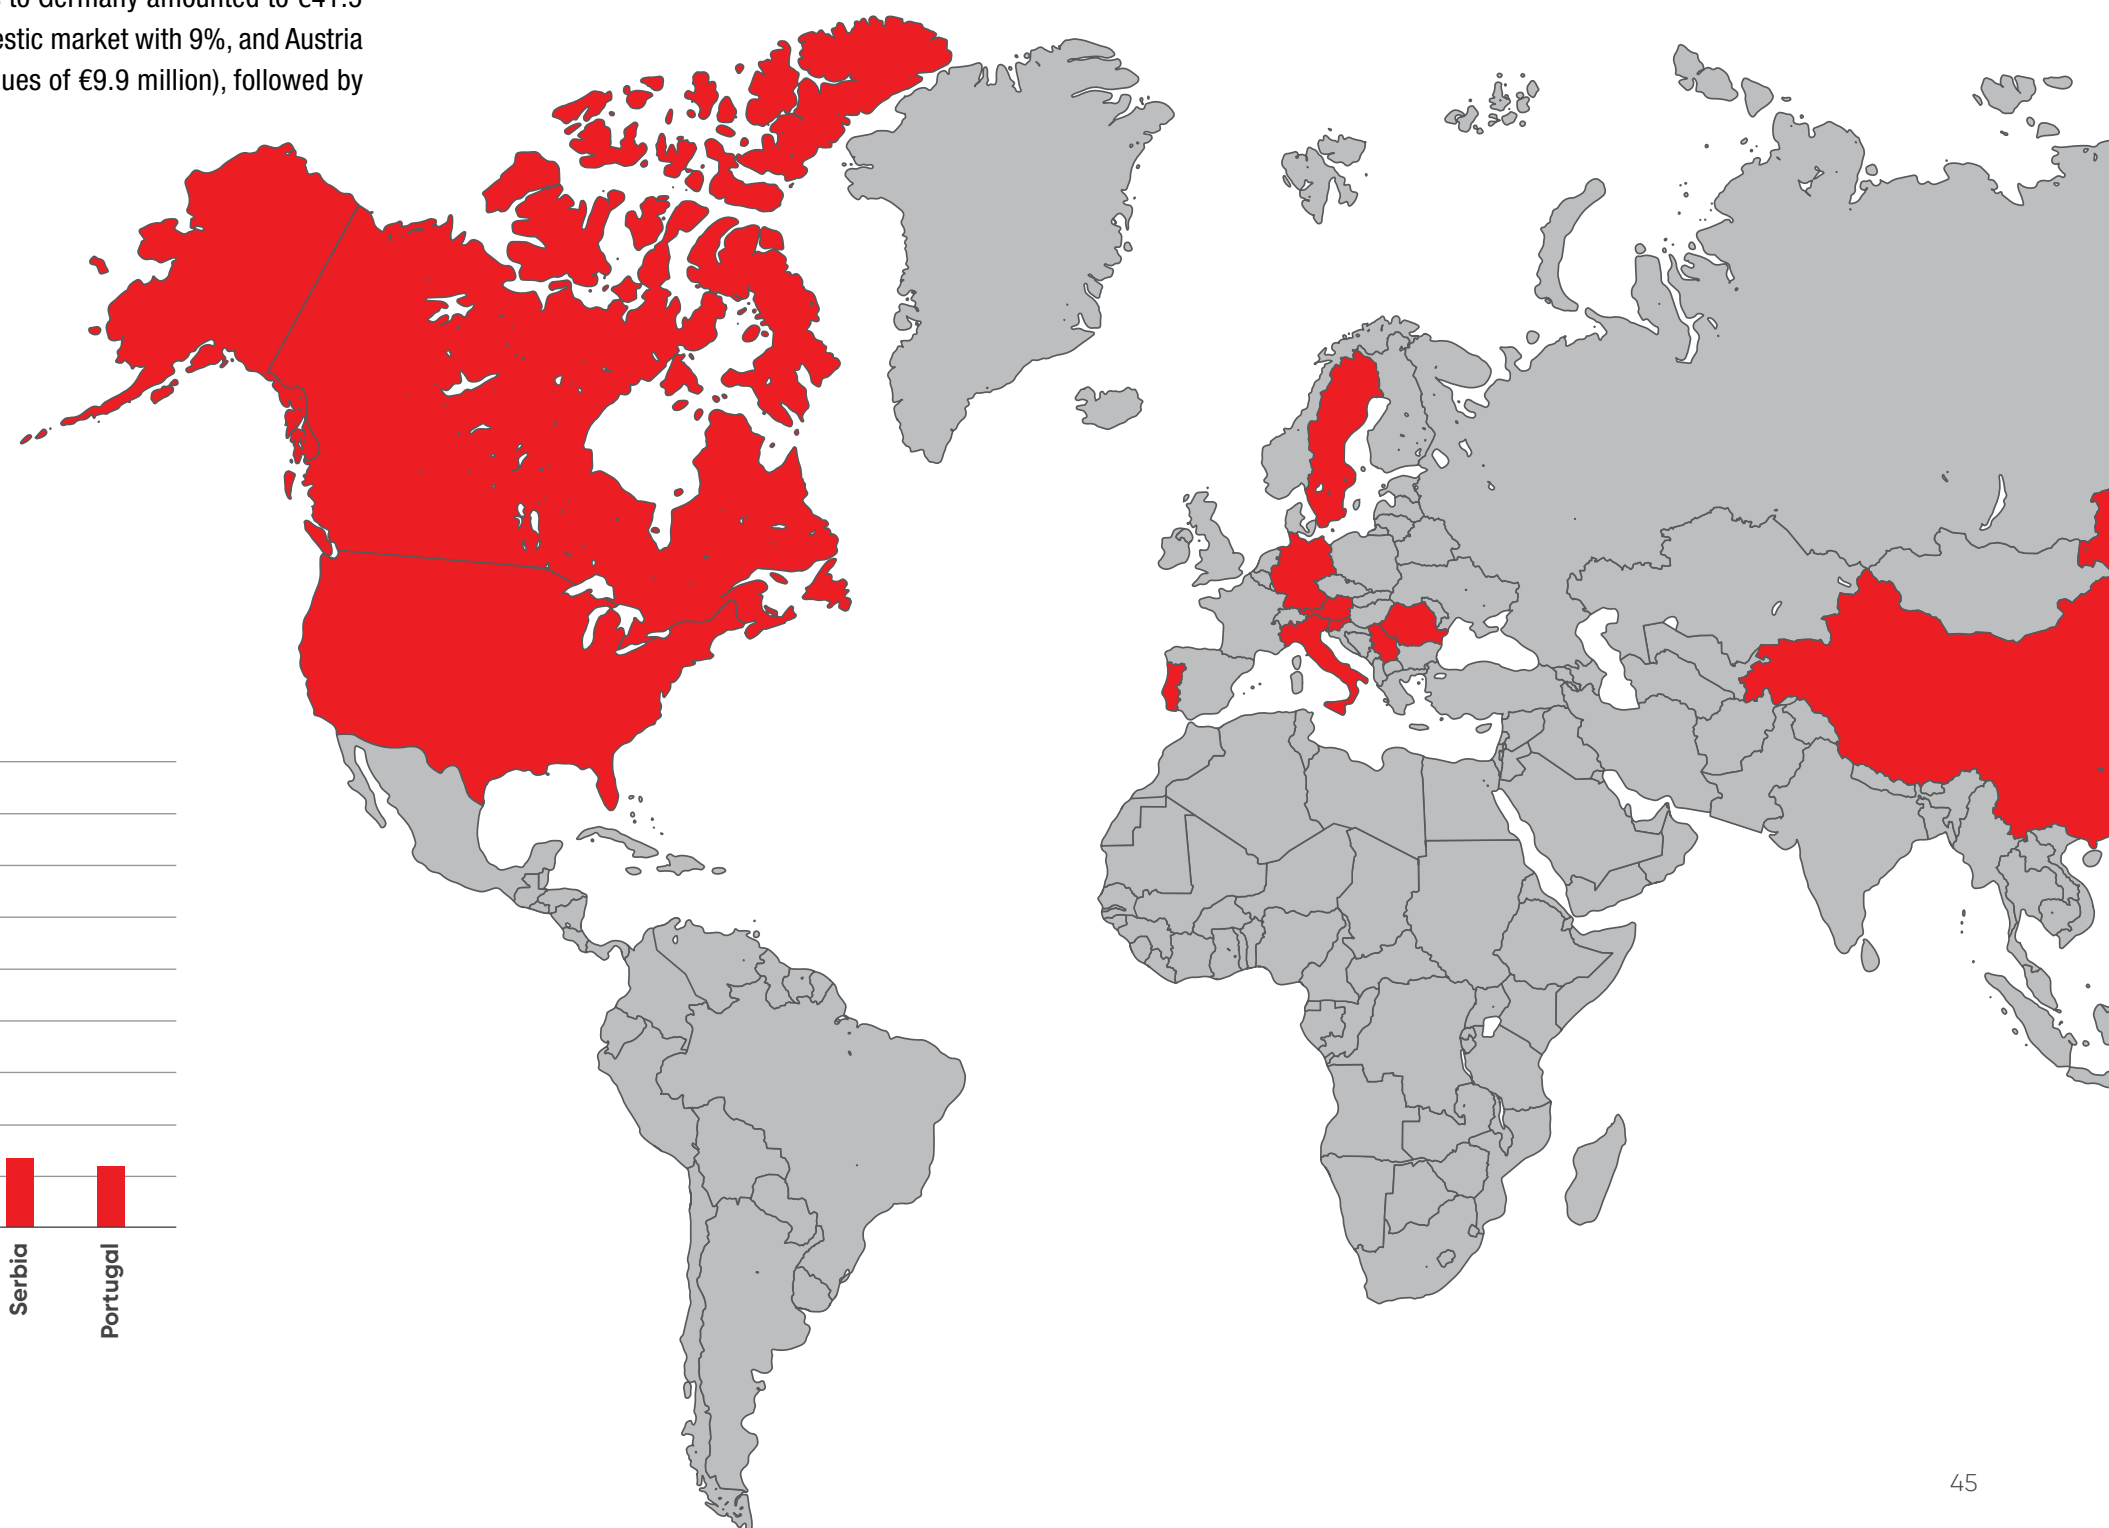 to Germany amounted to €41.5
estic market with 9%, and Austria
ues of €9.9 million), followed by
Serbia
Portugal
45